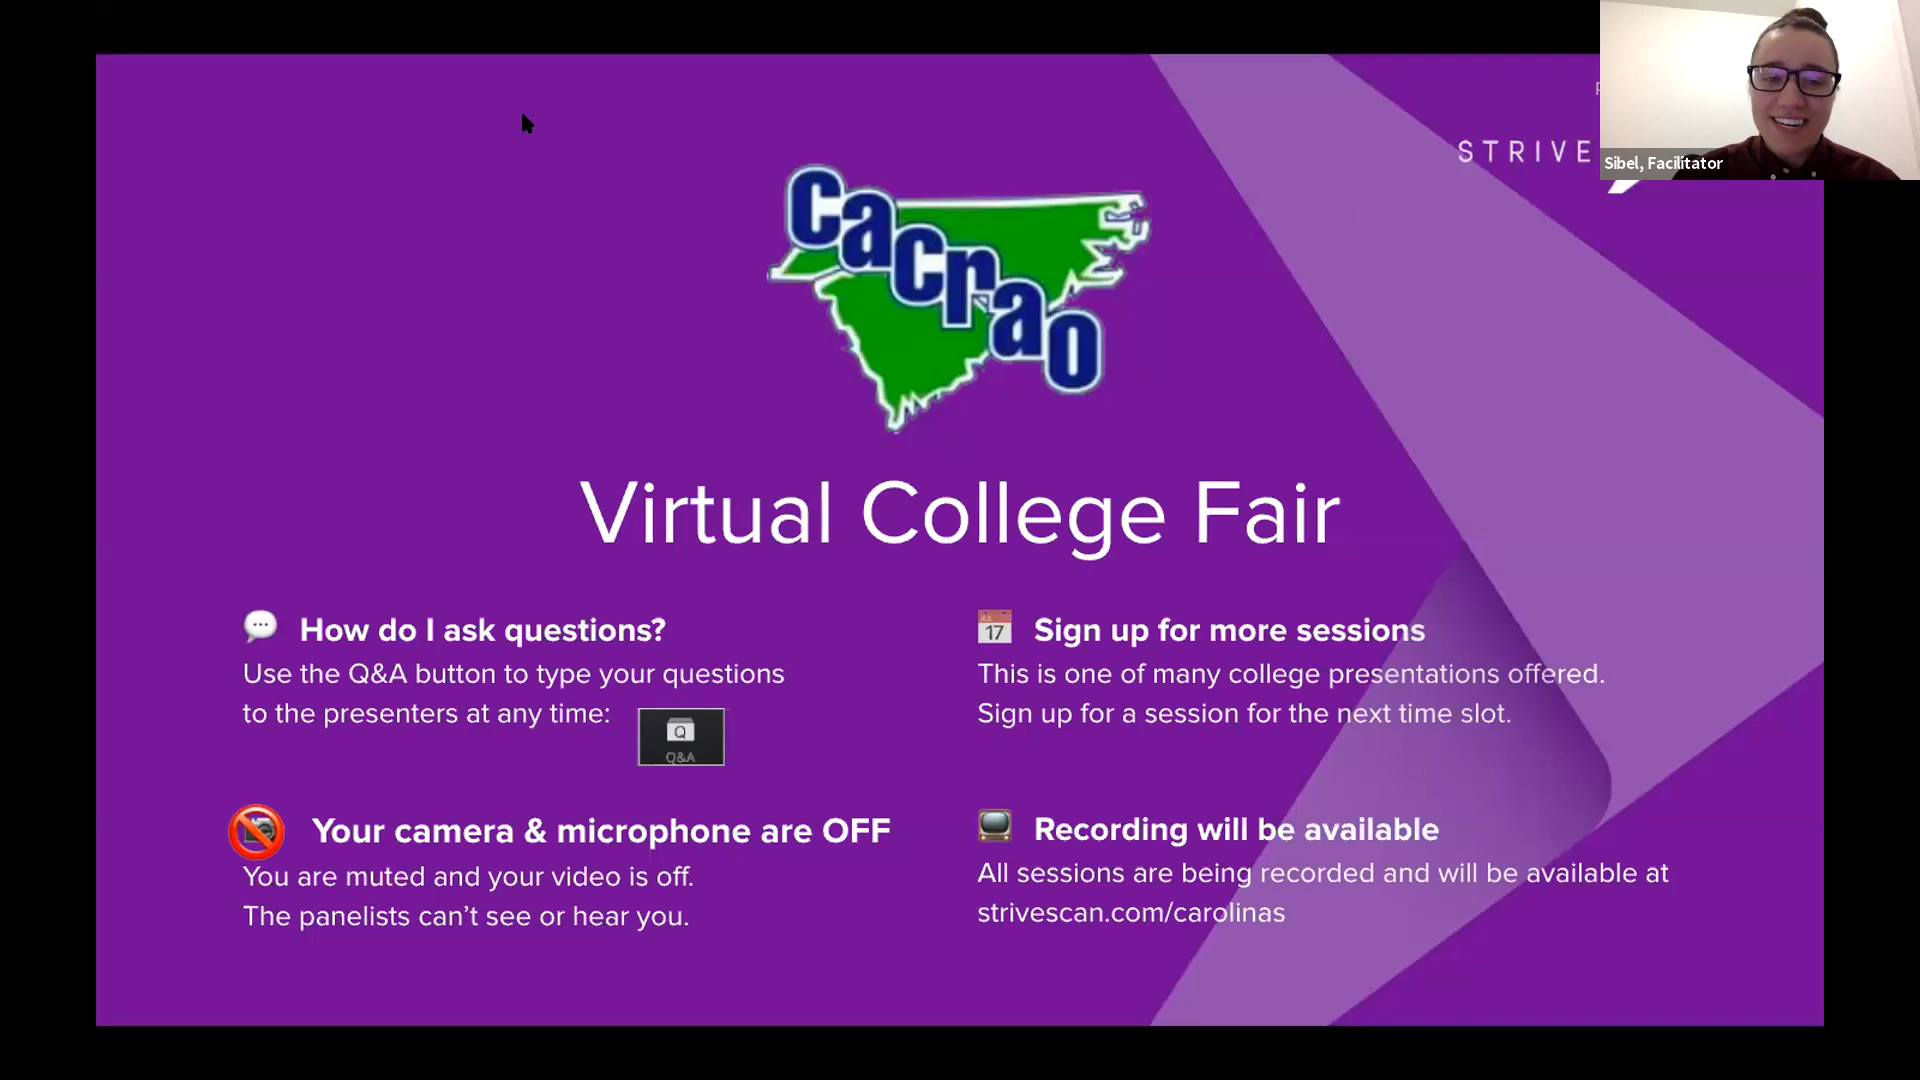 STRIVE
Sibel, Facilitator
cacrao
Virtual College Fair
How do I ask questions?
Use the Q&A button to type your questions
to the presenters at any time:
Q
Q&A
Your camera & microphone are OFF
You are muted and your video is off.
The panelists can’t see or hear you.
17
Sign up for more sessions
This is one of many college presentations offered.
Sign up for a session for the next time slot.
Recording will be available
All sessions are being recorded and will be available at
strivescan.com/carolinas